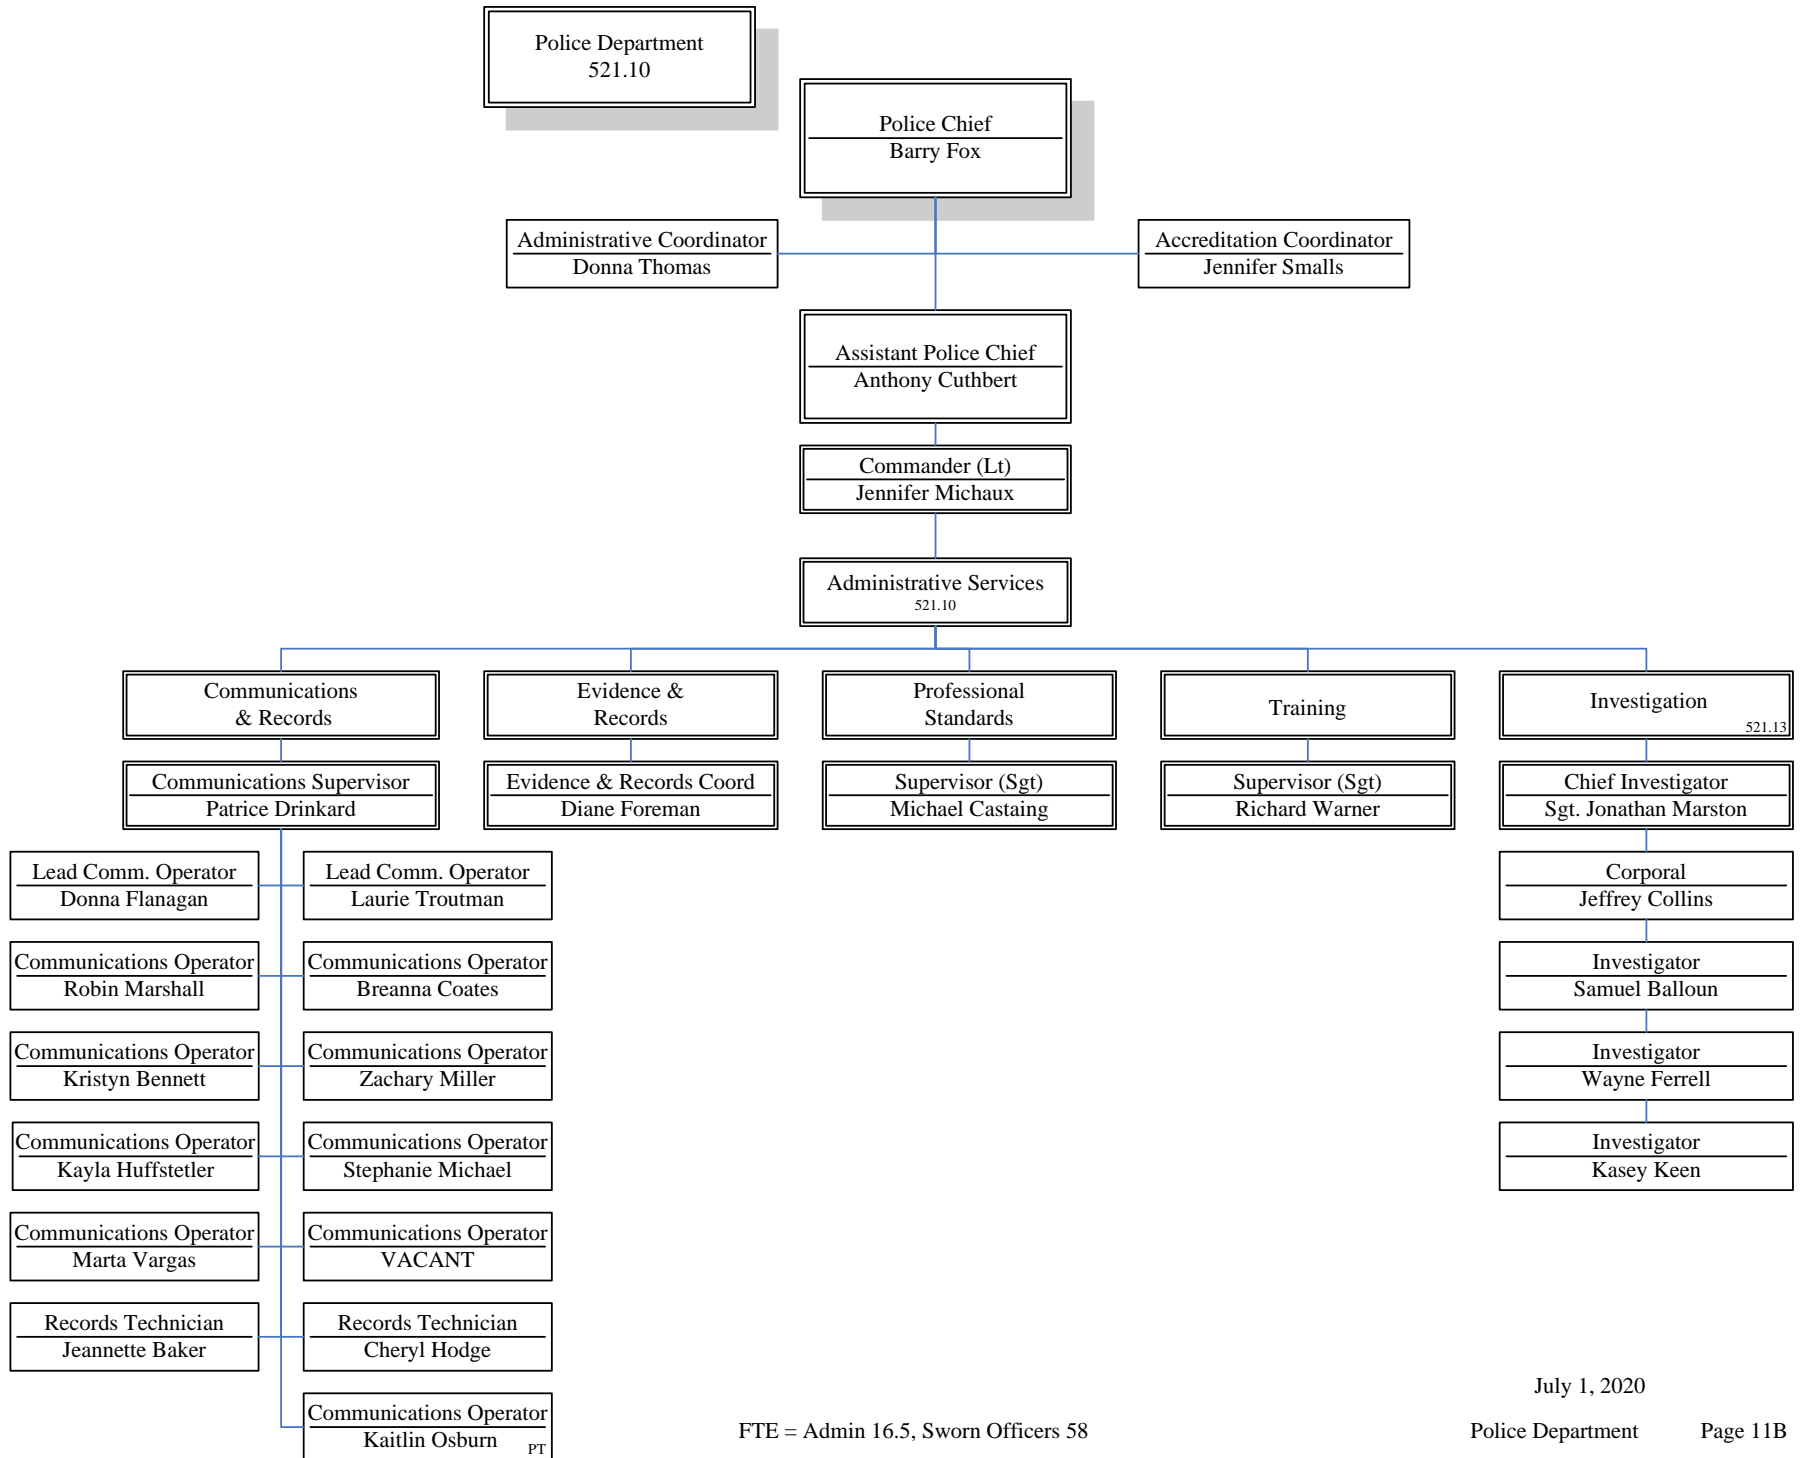 Police Department
521.10
Police Chief
Barry Fox
Administrative Coordinator
Donna Thomas
Accreditation Coordinator
Jennifer Smalls
Assistant Police Chief
Anthony Cuthbert
Commander (Lt)
Jennifer Michaux
Administrative Services
521.10
Communications
& Records
Evidence &
Records
Professional
Standards
Training
Investigation
521.13
Communications Supervisor
Patrice Drinkard
Evidence & Records Coord
Diane Foreman
Supervisor (Sgt)
Michael Castaing
Supervisor (Sgt)
Richard Warner
Chief Investigator
Sgt. Jonathan Marston
Lead Comm. Operator
Donna Flanagan
Lead Comm. Operator
Laurie Troutman
Corporal
Jeffrey Collins
Communications Operator
Robin Marshall
Communications Operator
Breanna Coates
Investigator
Samuel Balloun
Communications Operator
Kristyn Bennett
Communications Operator
Zachary Miller
Investigator
Wayne Ferrell
Communications Operator
Kayla Huffstetler
Communications Operator
Stephanie Michael
Investigator
Kasey Keen
Communications Operator
Marta Vargas
Communications Operator
VACANT
Records Technician
Jeannette Baker
Records Technician
Cheryl Hodge
Communications Operator
Kaitlin Osburn
PT
July 1, 2020
FTE = Admin 16.5, Sworn Officers 58
Police Department Page 11B